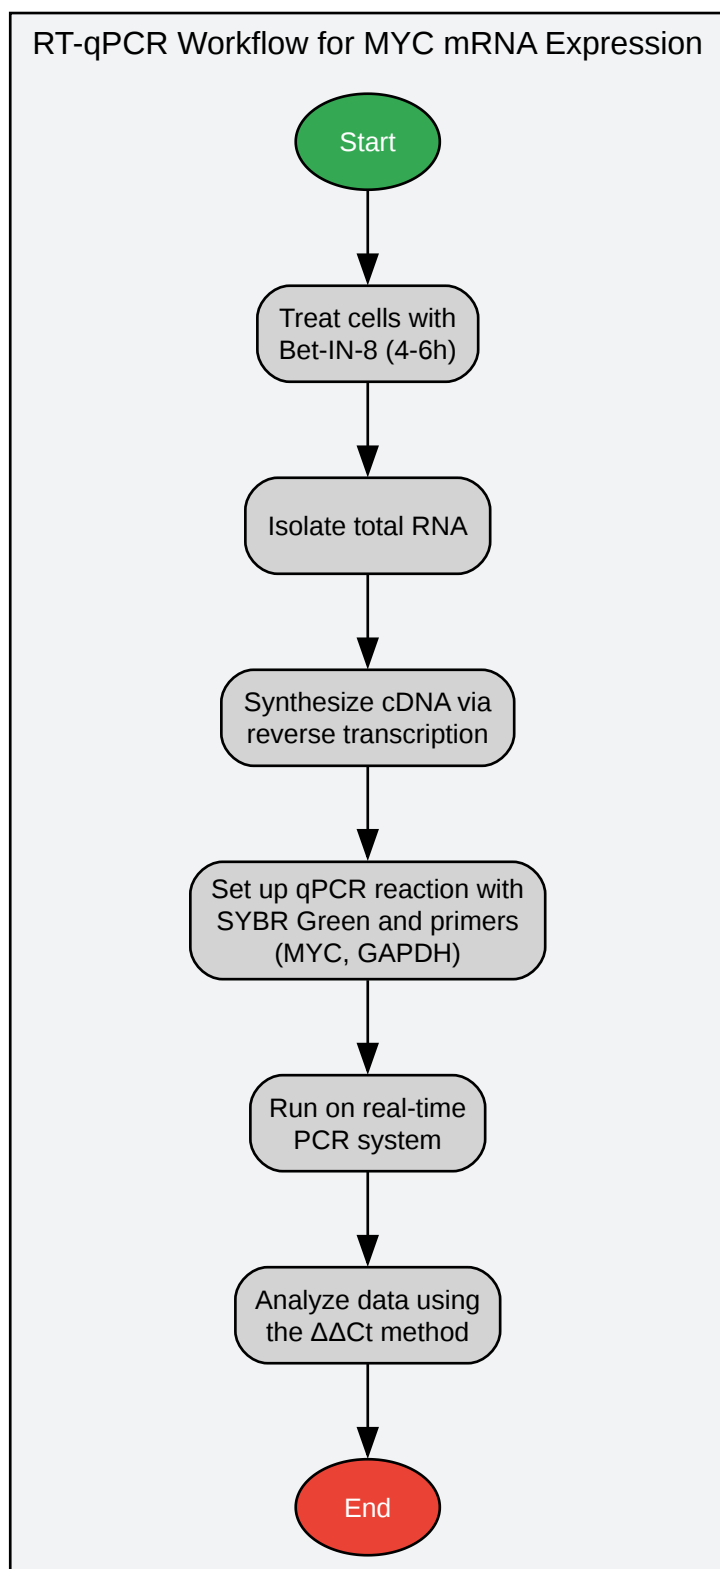 RT-qPCR Workflow for MYC mRNA Expression
Start
Treat cells with
Bet-IN-8 (4-6h)
Isolate total RNA
Synthesize cDNA via
reverse transcription
Set up qPCR reaction with
SYBR Green and primers
(MYC, GAPDH)
Run on real-time
PCR system
Analyze data using
the ΔΔCt method
End